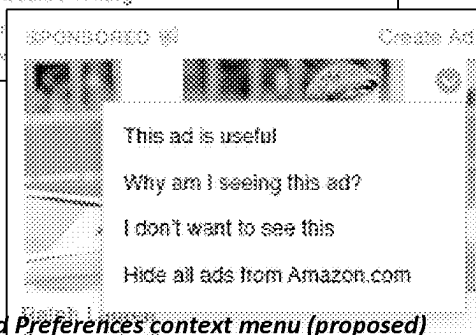 SPONSORED
Create Ad
This ad is useful
Why am I seeing this ad?
I don't want to see this
Hide all ads from Amazon.com
Ralph L
d Preferences context menu (proposed)